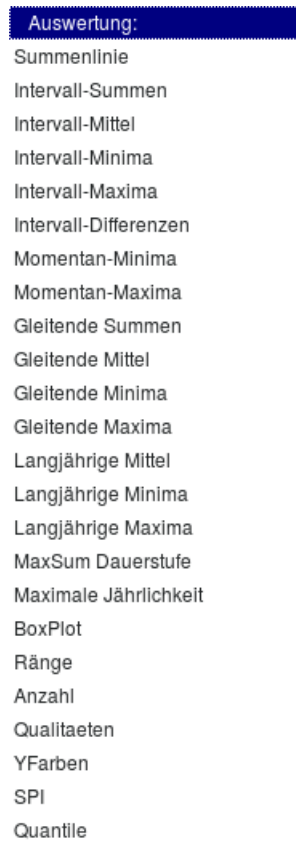 Auswertung:
Summenlinie
Intervall-Summen
Intervall-Mittel
Intervall-Minima
Intervall-Maxima
Intervall-Differenzen
Momentan-Minima
Momentan-Maxima
Gleitende Summen
Gleitende Mittel
Gleitende Minima
Gleitende Maxima
Langjährige Mittel
Langjährige Minima
Langjährige Maxima
MaxSum Dauerstufe
Maximale Jährlichkeit
BoxPlot
Ränge
Anzahl
Qualitaeten
YFarben
SPI
Quantile